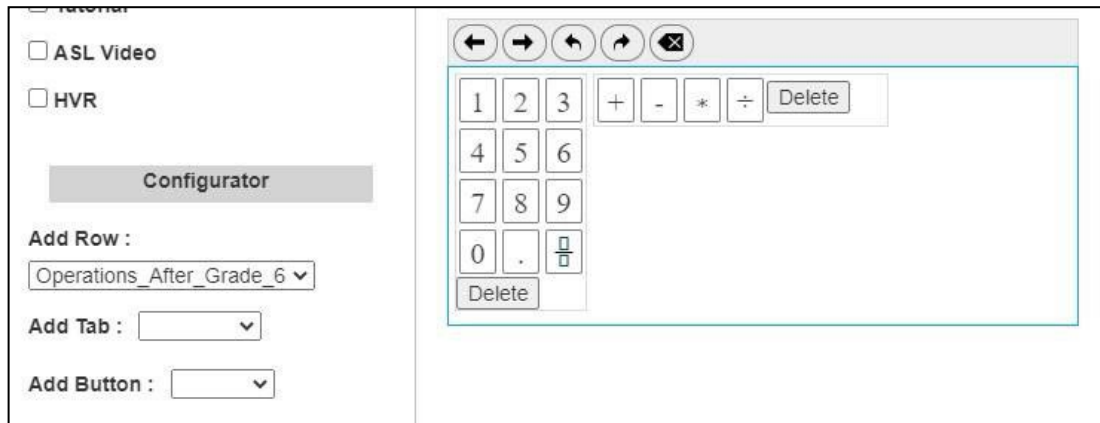 Tutorial
ASL Video
HVR
Configurator
Add Row :
Operations_After_Grade_6
Add Tab :
Add Button :
1 2 3 + - * ÷ Delete
4 5 6
7 8 9
0 .
Delete